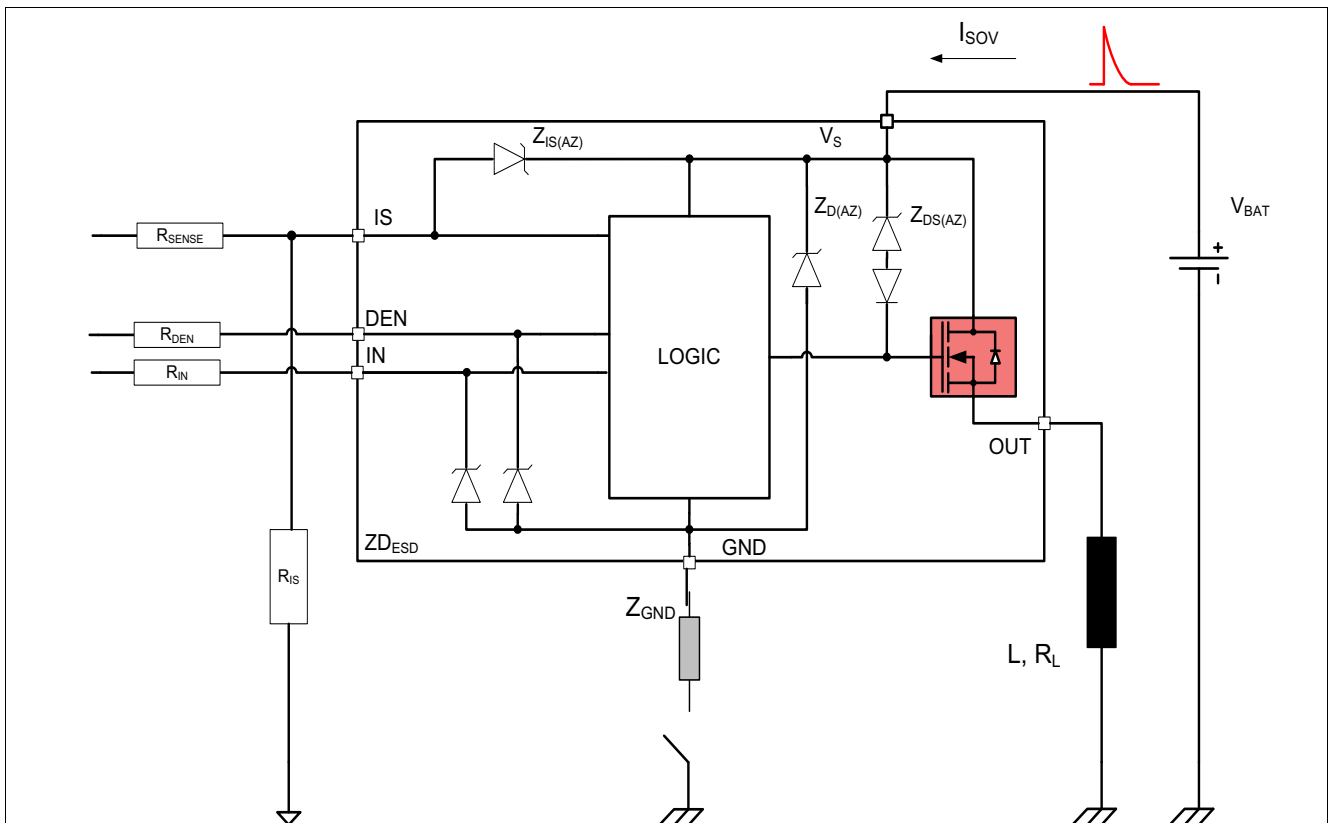 I_SOV
Z_IS(AZ)
V_S
Z_D(AZ)
Z_DS(AZ)
V_BAT
+
-
IS
R_SENSE
DEN
R_DEN
IN
R_IN
LOGIC
OUT
ZD_ESD
GND
R_IS
Z_GND
L, R_L